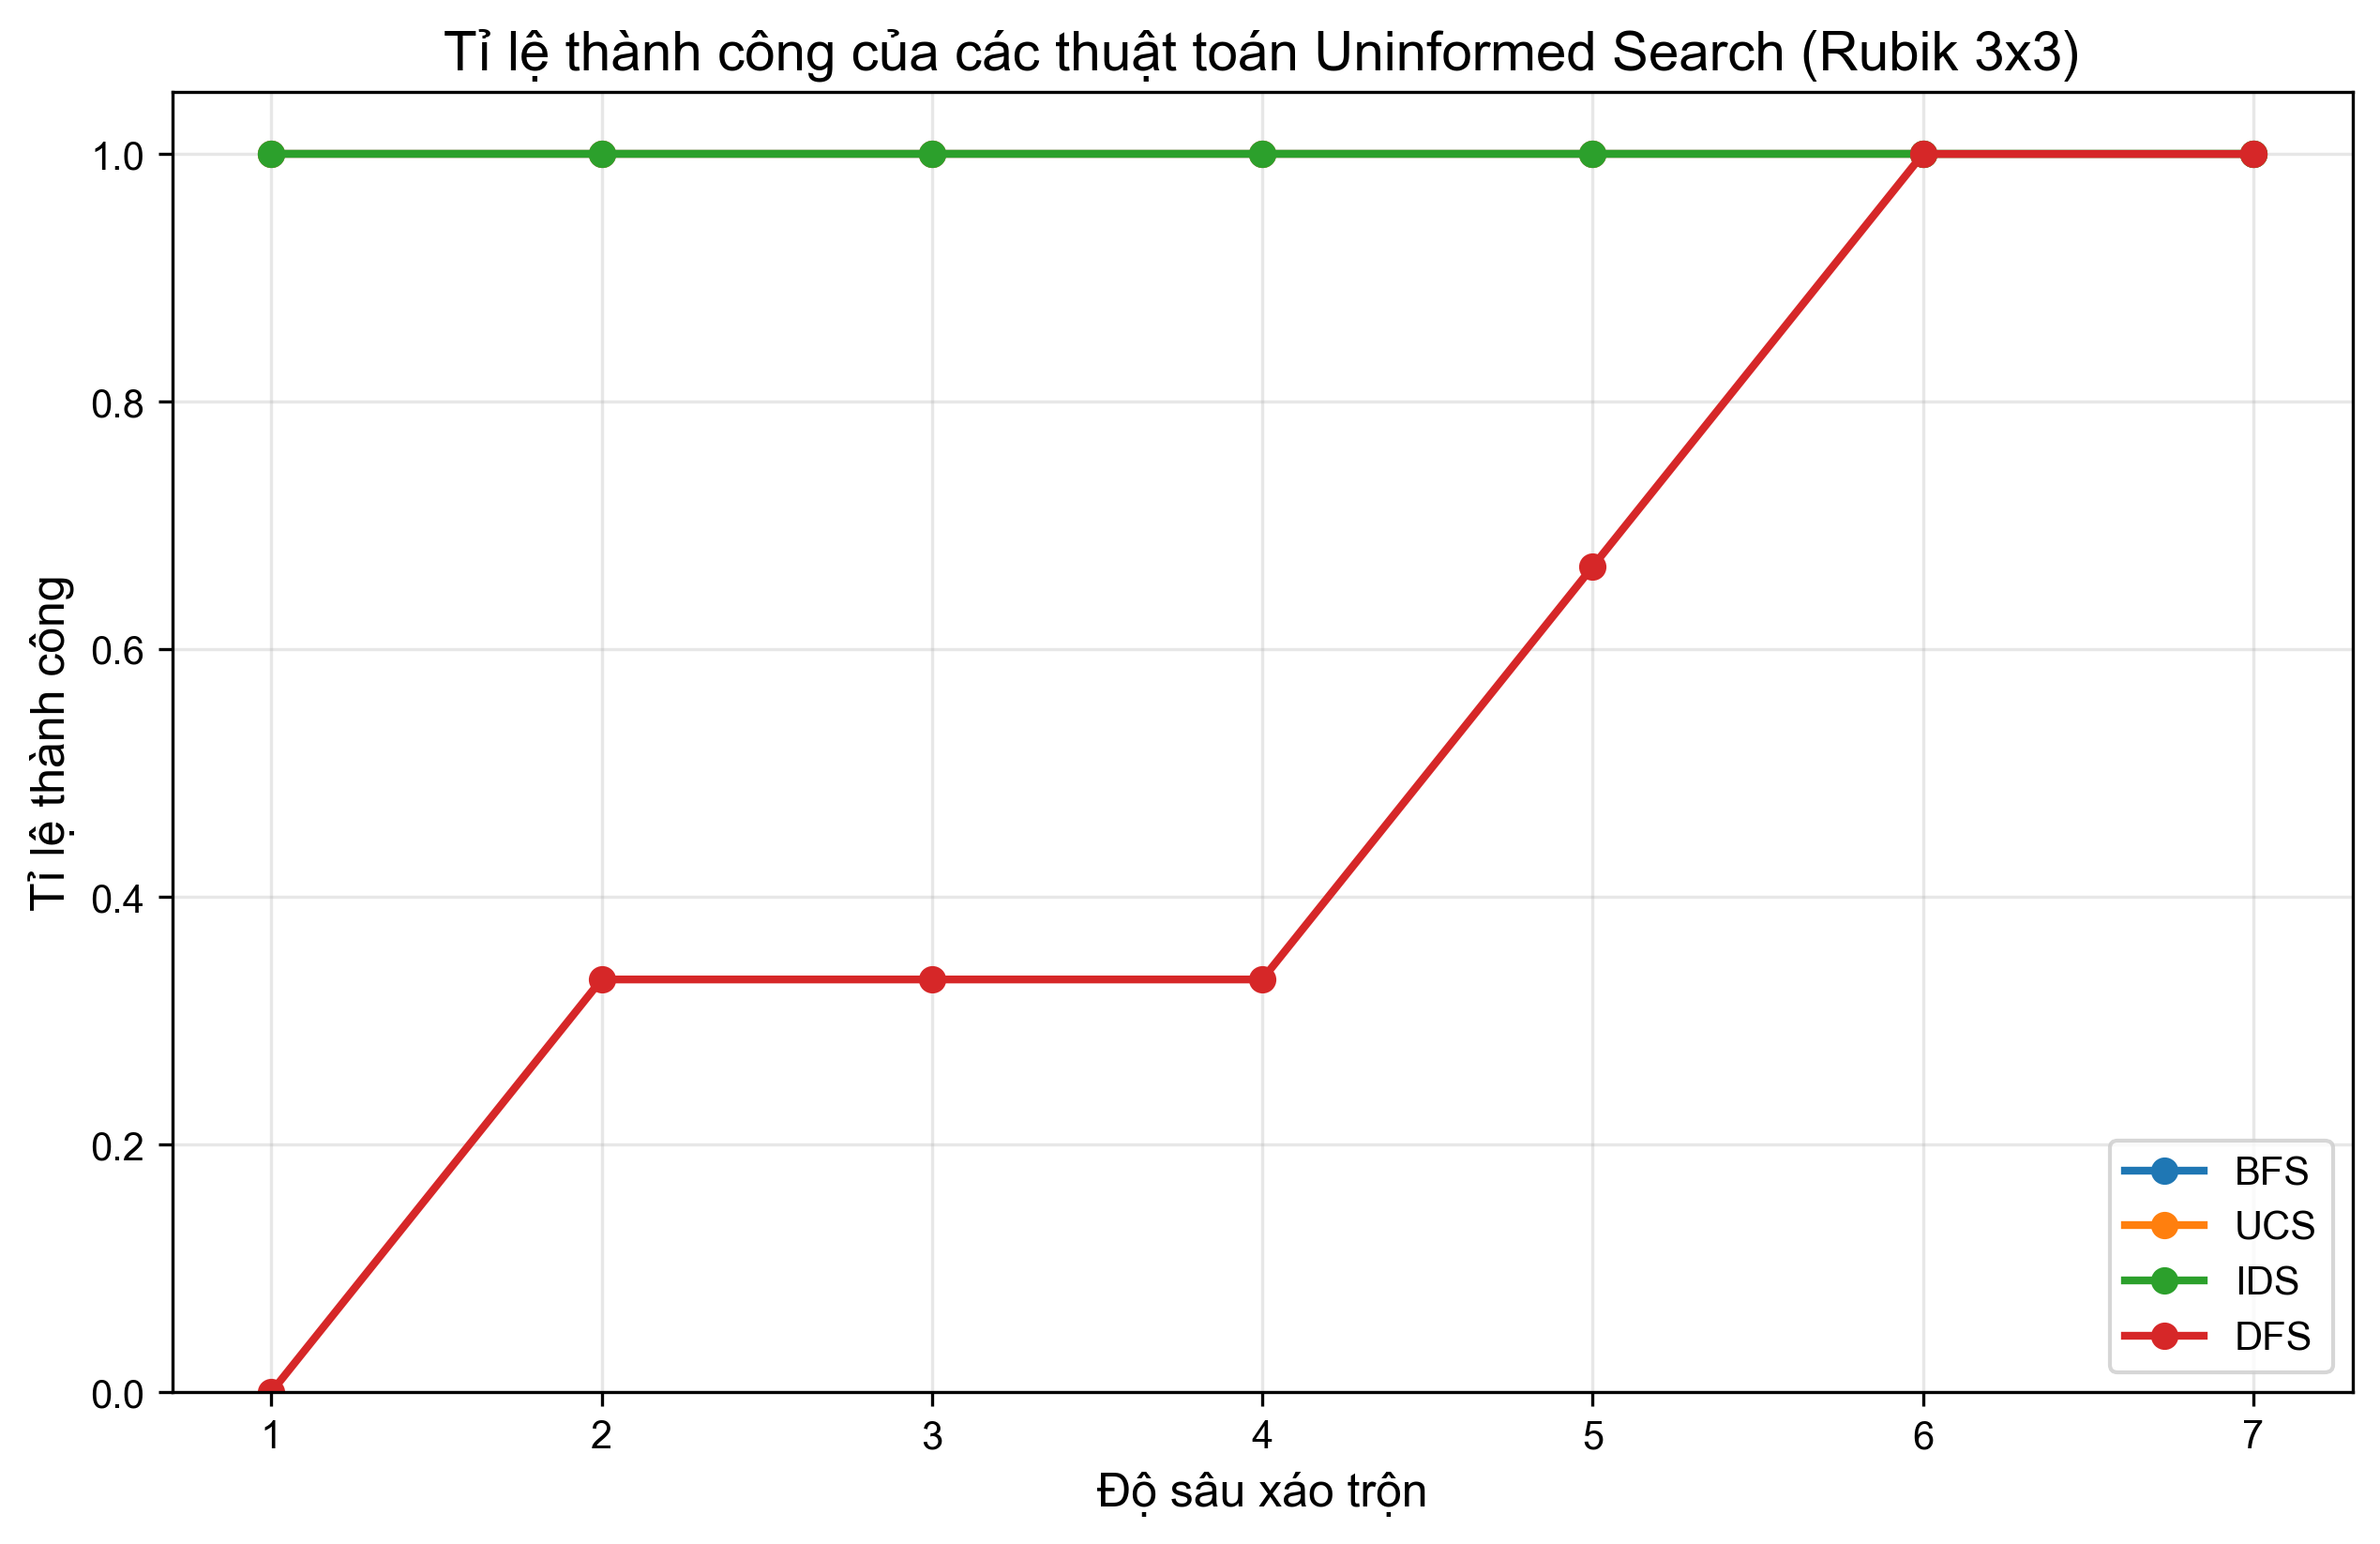 Tỉ lệ thành công của các thuật toán Uninformed Search (Rubik 3x3)
Tỉ lệ thành công
1.0
0.8
0.6
0.4
0.2
0.0
1 2 3 4 5 6 7
Độ sâu xáo trộn
BFS
UCS
IDS
DFS